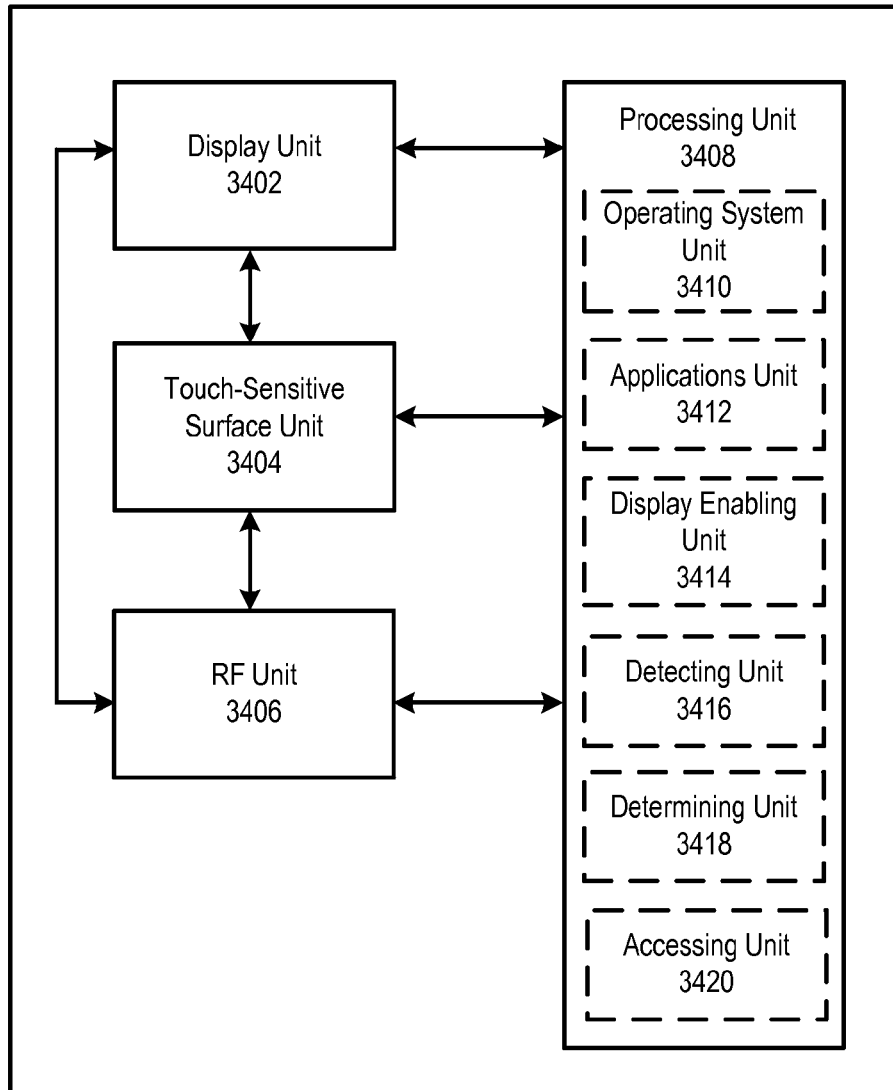 Display Unit
3402
Touch-Sensitive
Surface Unit
3404
RF Unit
3406
Processing Unit
3408
Operating System
Unit
3410
Applications Unit
3412
Display Enabling
Unit
3414
Detecting Unit
3416
Determining Unit
3418
Accessing Unit
3420